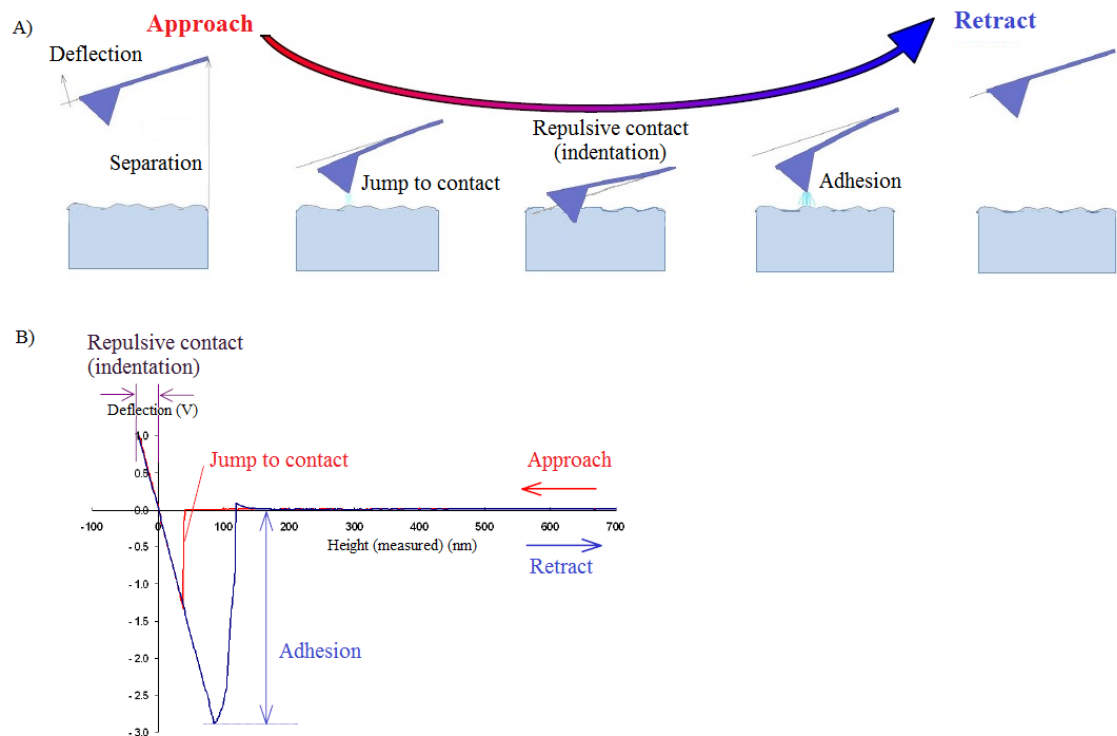 A)
Approach
Retract
Deflection
Separation
Jump to contact
Repulsive contact
(indentation)
Adhesion
B)
Repulsive contact
(indentation)
Deflection (V)
1.0
0.5
0.0
- 0.5
- 1.0
- 1.5
- 2.0
- 2.5
- 3.0
Jump to contact
Approach
-100 0 100 200 300 400 500 600 700
Height (measured) (nm)
Retract
Adhesion